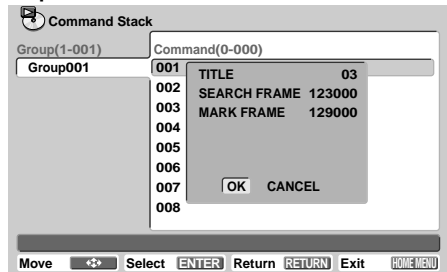 Command Stack
Group(1-001) Command(0-000)
Group001 001
TITLE 03
002
SEARCH FRAME 123000
003
MARK FRAME 129000
004
005
006
007
OK CANCEL
008
Move Select ENTER Return RETURN Exit HOME MENU